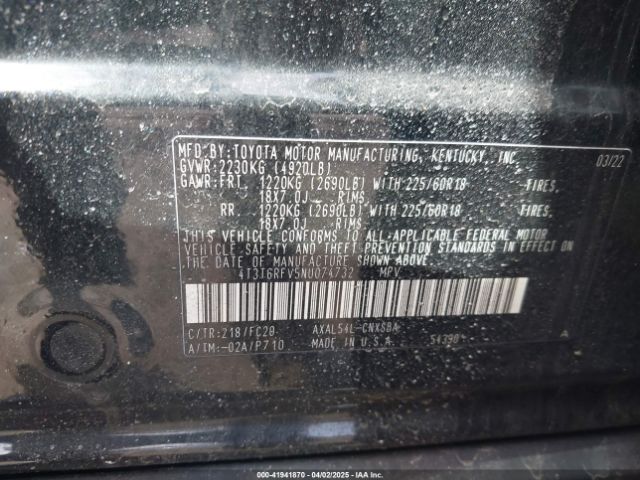 MFD.BY:TOYOTA MOTOR MANUFACTURING, KENTUCKY, INC. 03/22
GVWR:2230KG (4920LB)
GAWR:FRT 1220KG (2690LB) WITH 225/60R18 TIRES,
18X7.0J RIMS
RR 1220KG (2690LB) WITH 225/60R18 TIRES,
18X7.0J RIMS
THIS VEHICLE CONFORMS TO ALL APPLICABLE FEDERAL MOTOR
VEHICLE SAFETY AND THEFT PREVENTION STANDARDS IN EFFECT ON
THE DATE OF MANUFACTURE SHOWN ABOVE.
4T3T6RFV5NU074732 MPV
C/TR:218/FC20 AXAL54L-CNXSBA A
A/TM:-02A/P710 MADE IN U.S.A. 54390
000-41941870 04/02/2025 - COPYRIGHT IAA, LLC.